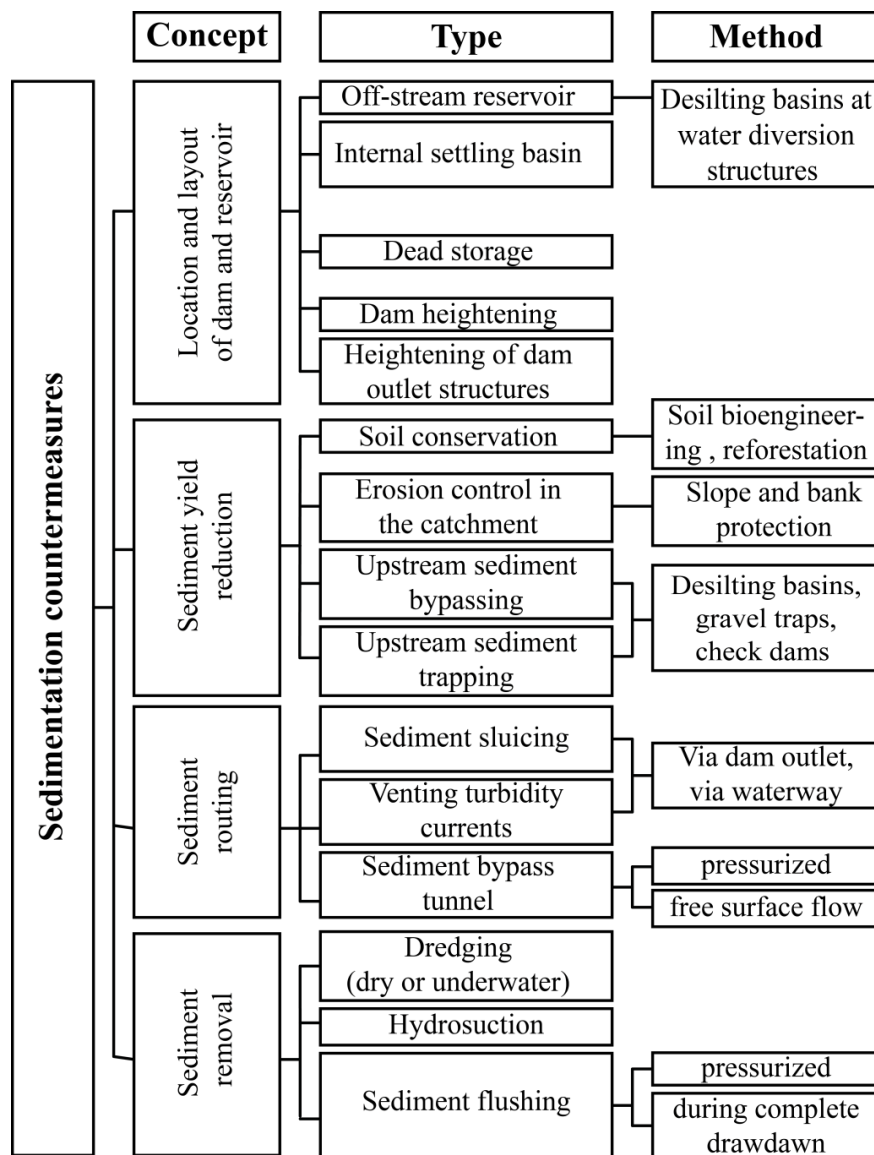 Concept
Type
Method
Sedimentation countermeasures
Location and layout
of dam and reservoir
Off-stream reservoir
Desilting basins at
water diversion
structures
Internal settling basin
Dead storage
Dam heightening
Heightening of dam
outlet structures
Sediment yield
reduction
Soil conservation
Soil bioengineer-
ing , reforestation
Erosion control in
the catchment
Slope and bank
protection
Upstream sediment
bypassing
Upstream sediment
trapping
Desilting basins,
gravel traps,
check dams
Sediment
routing
Sediment sluicing
Venting turbidity
currents
Via dam outlet,
via waterway
Sediment bypass
tunnel
pressurized
free surface flow
Sediment
removal
Dredging
(dry or underwater)
Hydrosuction
Sediment flushing
pressurized
during complete
drawdawn